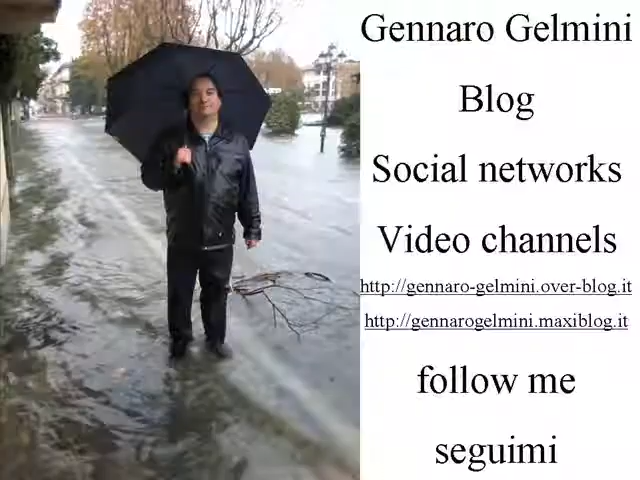 Gennaro Gelmini
Blog
Social networks
Video channels
http://gennaro-gelmini.over-blog.it
http://gennarogelmini.maxiblog.it
follow me
seguimi